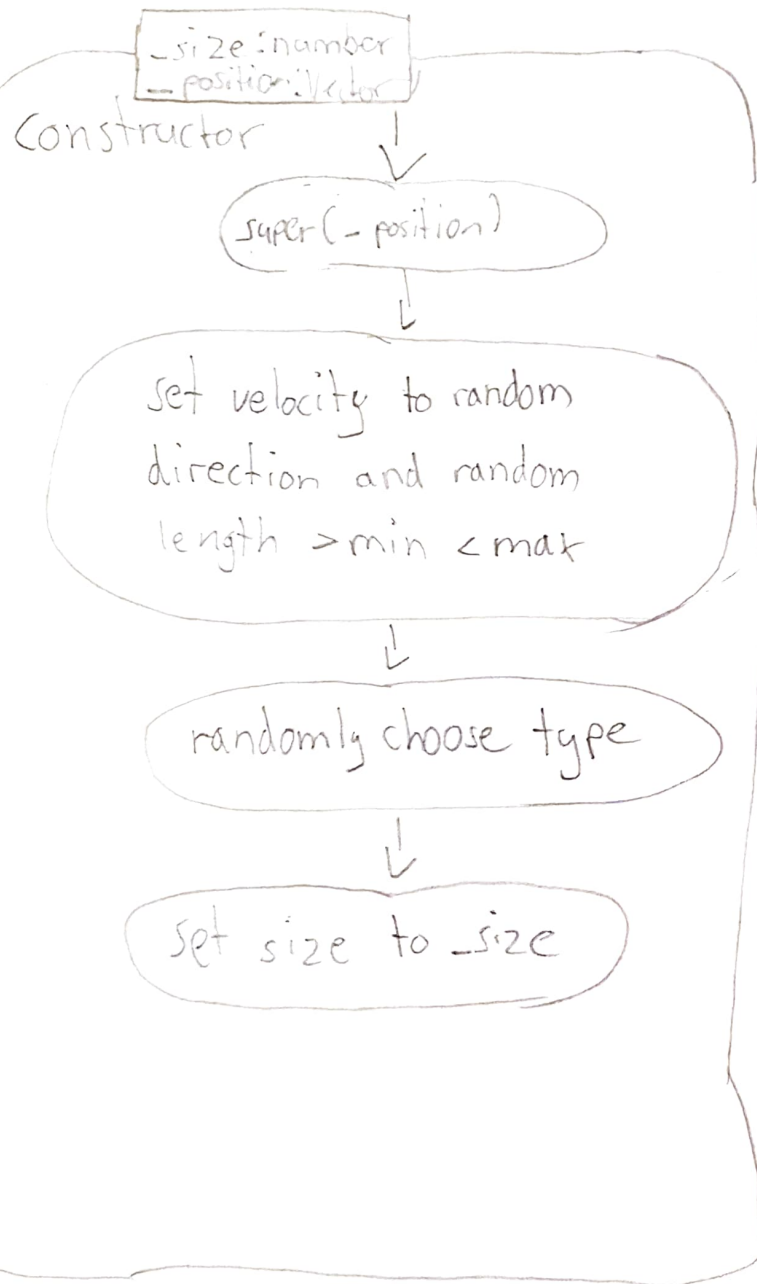 _size:number
_position:Vector
Constructor
super(_position)
set velocity to random
direction and random
length >min <max
randomly choose type
set size to _size